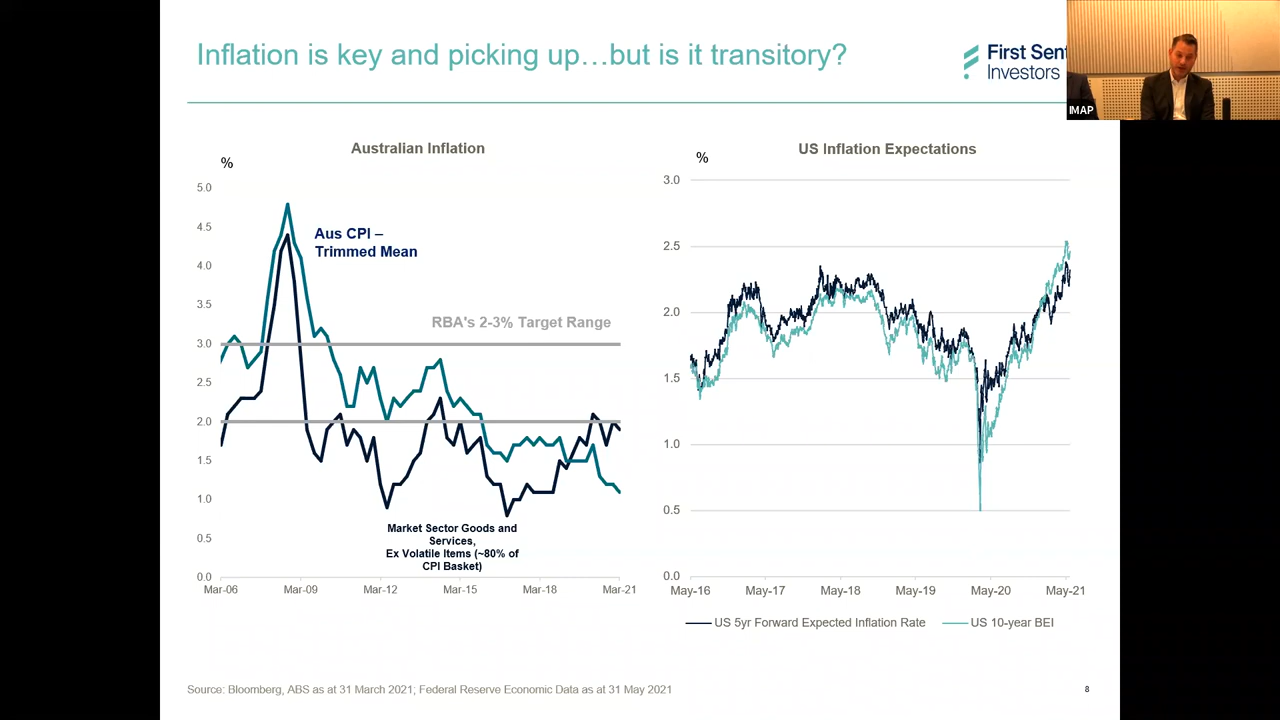 Inflation is key and picking up…but is it transitory?
First Sent
Investors
IMAP
Australian Inflation
%
5.0
4.5
4.0
3.5
3.0
2.5
2.0
1.5
1.0
0.5
0.0
Aus CPI –
Trimmed Mean
RBA's 2-3% Target Range
Market Sector Goods and
Services,
Ex Volatile Items (~80% of
CPI Basket)
Mar-06 Mar-09 Mar-12 Mar-15 Mar-18 Mar-21
US Inflation Expectations
%
3.0
2.5
2.0
1.5
1.0
0.5
0.0
May-16 May-17 May-18 May-19 May-20 May-21
US 5yr Forward Expected Inflation Rate US 10-year BEI
Source: Bloomberg, ABS as at 31 March 2021; Federal Reserve Economic Data as at 31 May 2021
8